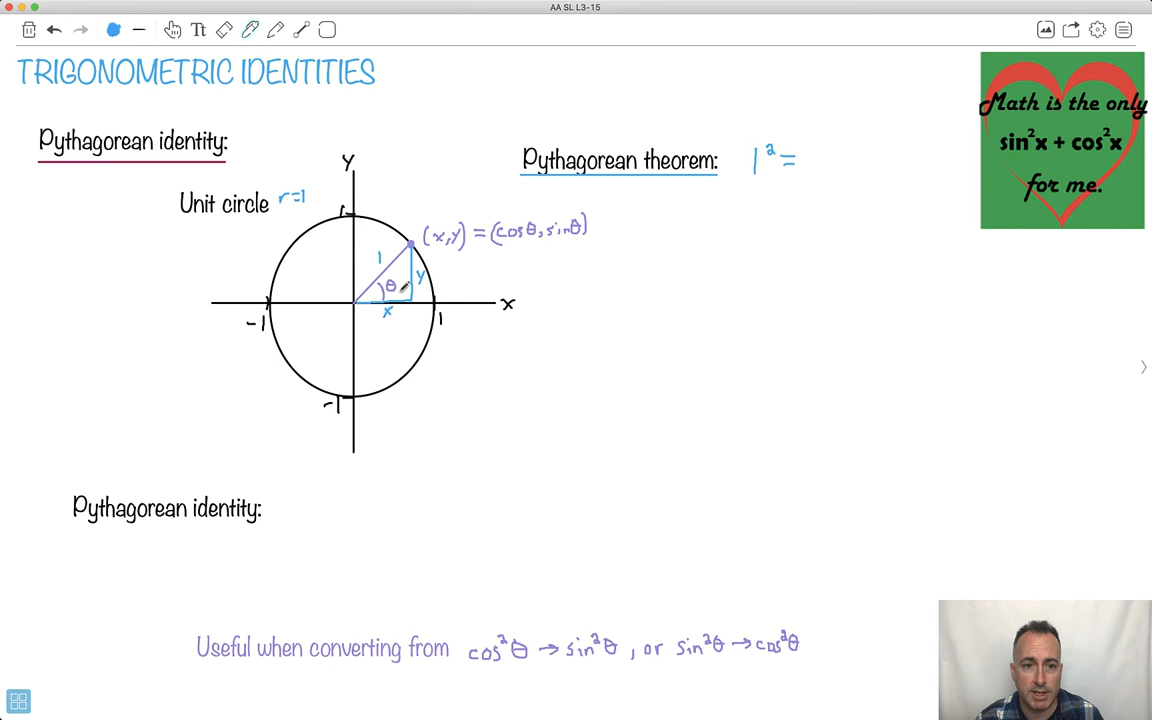 AA SL L3-15
Tt
TRIGONOMETRIC IDENTITIES
Math is the only
sin²x + cos²x
for me.
Pythagorean identity:
Pythagorean theorem: 1² =
Y
Unit circle r=1
1
(x,y) = (cosθ, sinθ)
1
θ
y
x
x
-1
1
-1
Pythagorean identity:
Useful when converting from cos²θ → sin²θ , or sin²θ → cos²θ